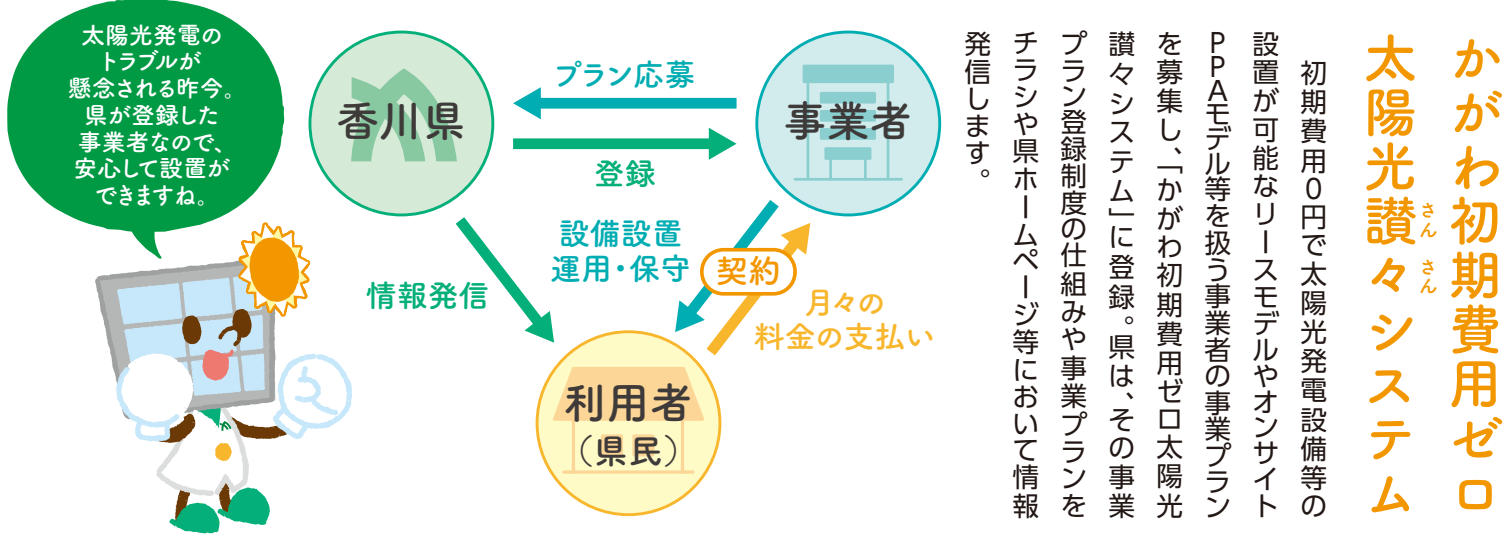 かがわ初期費用ゼロ
太陽光讃々システム
さん
さん
初期費用0円で太陽光発電設備等の
設置が可能なリースモデルやオンサイト
PPAモデル等を扱う事業者の事業プラン
を募集し、「かがわ初期費用ゼロ太陽光
讃々システム」に登録。県は、その事業
プラン登録制度の仕組みや事業プランを
チラシや県ホームページ等において情報
発信します。
太陽光発電の
トラブルが
懸念される昨今。
県が登録した
事業者なので、
安心して設置が
できますね。
香川県
プラン応募
登録
事業者
情報発信
設備設置
運用・保守
契約
月々の
料金の支払い
利用者
(県民)